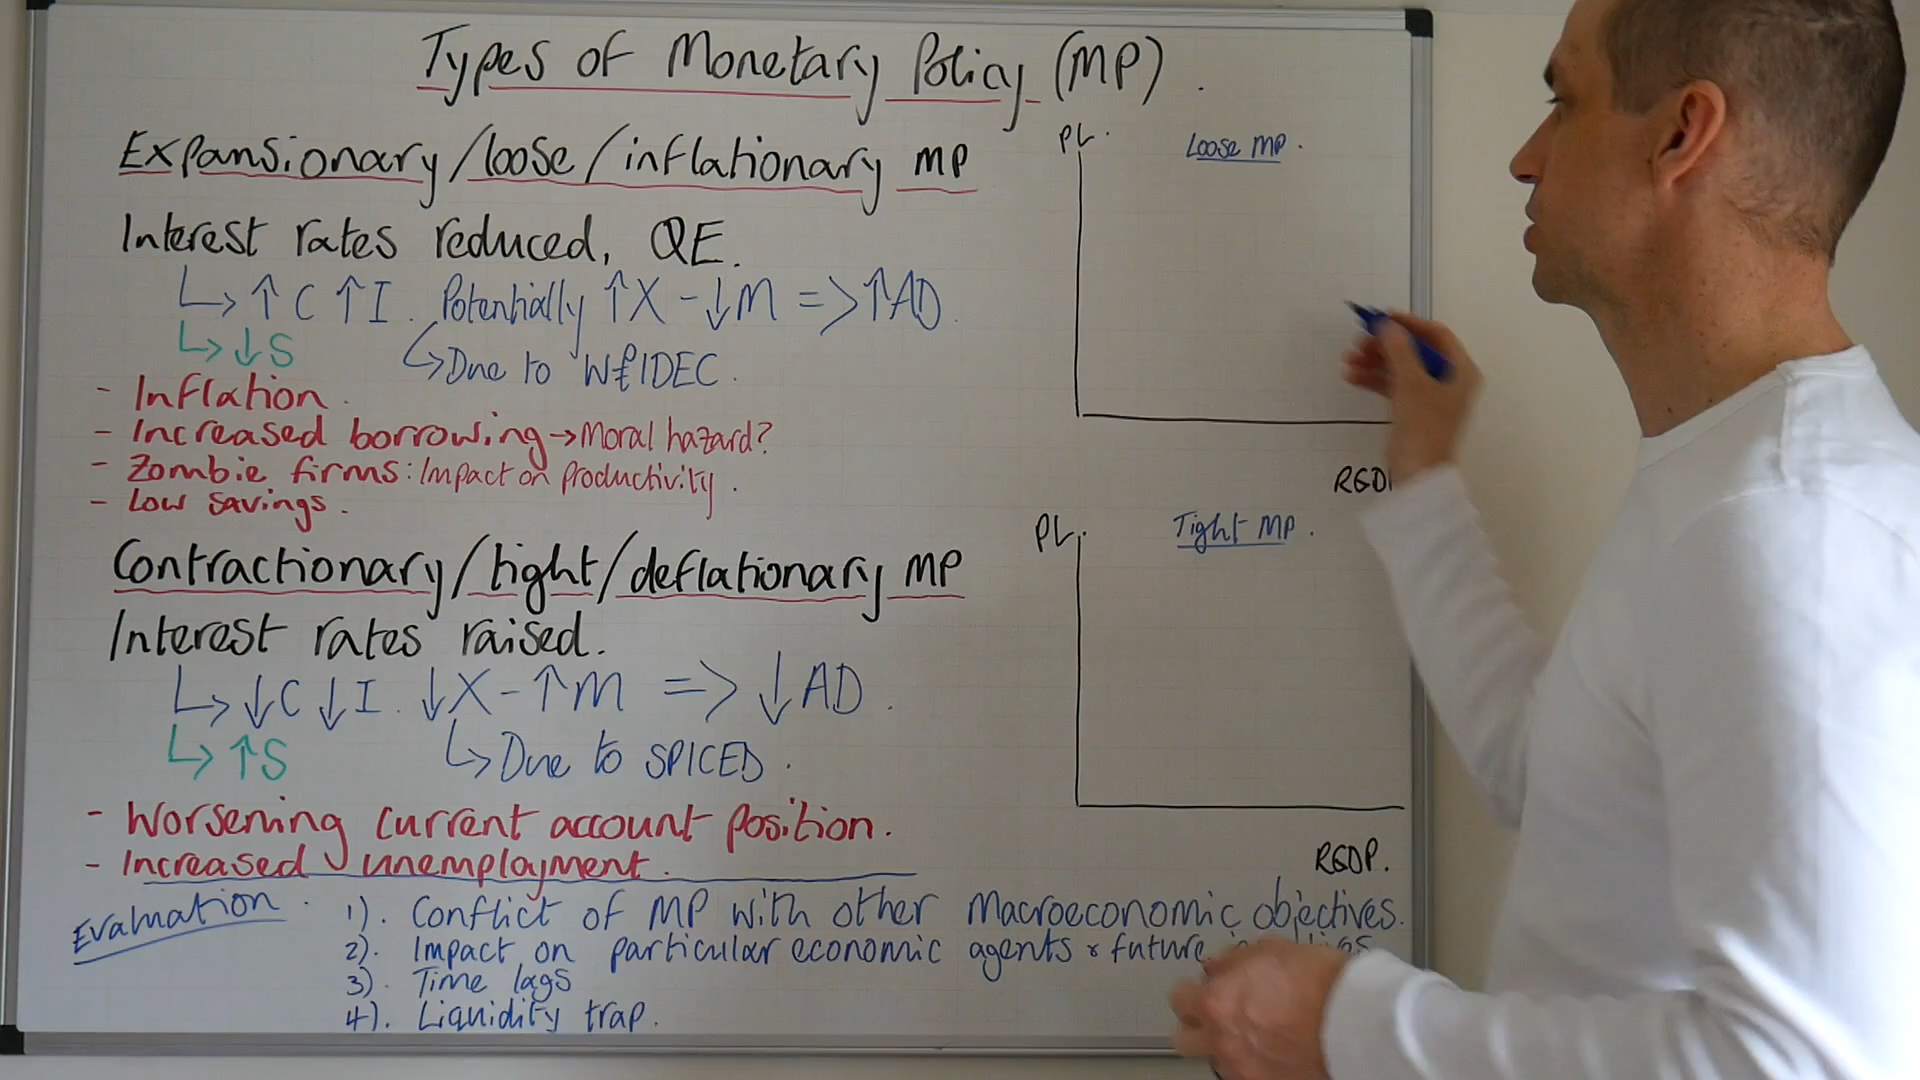 Types of Monetary Policy (MP).
Expansionary/loose/inflationary MP
Interest rates reduced, QE.
↳ ↑C ↑I. Potentially ↑X - ↓M => ↑AD.
↳ ↓S ↳ Due to W£IDEC.
- Inflation.
- Increased borrowing → Moral hazard?
- Zombie firms: Impact on productivity.
- Low savings.
Contractionary/tight/deflationary MP
Interest rates raised.
↳ ↓C ↓I. ↓X - ↑M => ↓AD.
↳ ↑S ↳ Due to SPICED.
- Worsening current account position.
- Increased unemployment.
Evaluation. 1). Conflict of MP with other macroeconomic objectives.
2). Impact on particular economic agents & future
3). Time lags
4). Liquidity trap.
PL.
Loose MP.
RGD
PL.
Tight MP.
RGDP.